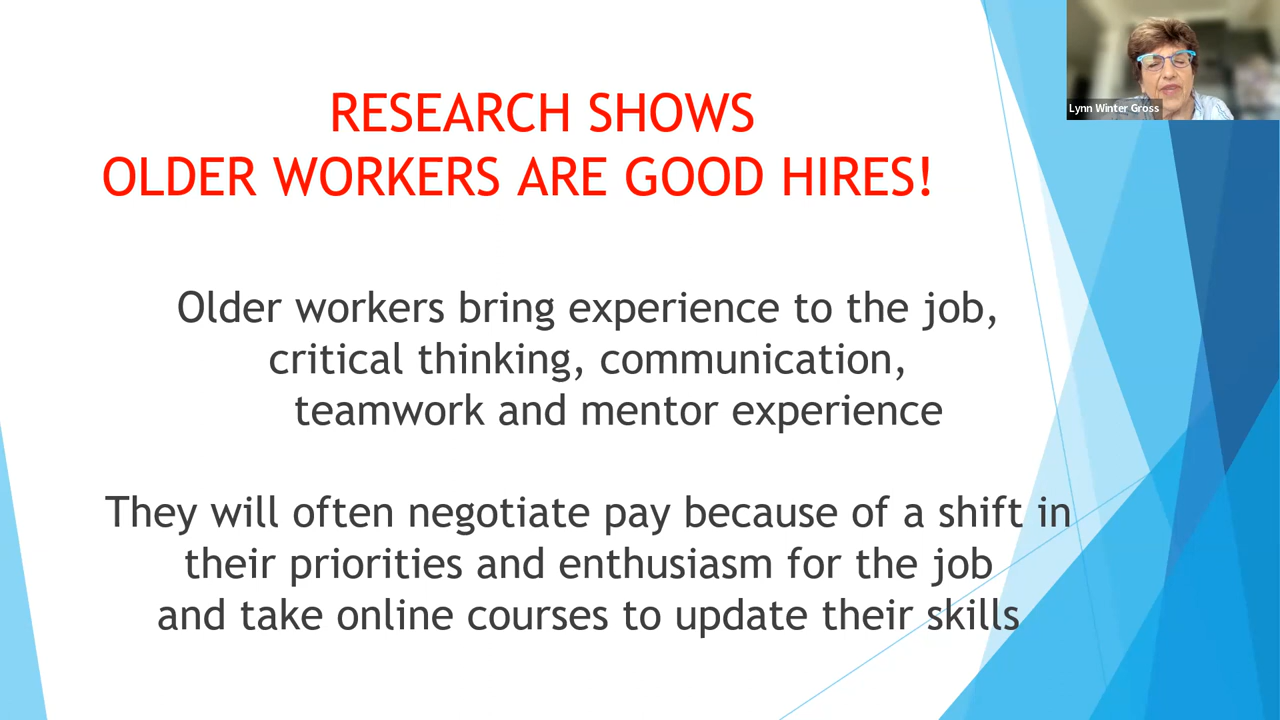 RESEARCH SHOWS
OLDER WORKERS ARE GOOD HIRES!
Older workers bring experience to the job,
critical thinking, communication,
teamwork and mentor experience
They will often negotiate pay because of a shift in
their priorities and enthusiasm for the job
and take online courses to update their skills
Lynn Winter Gross